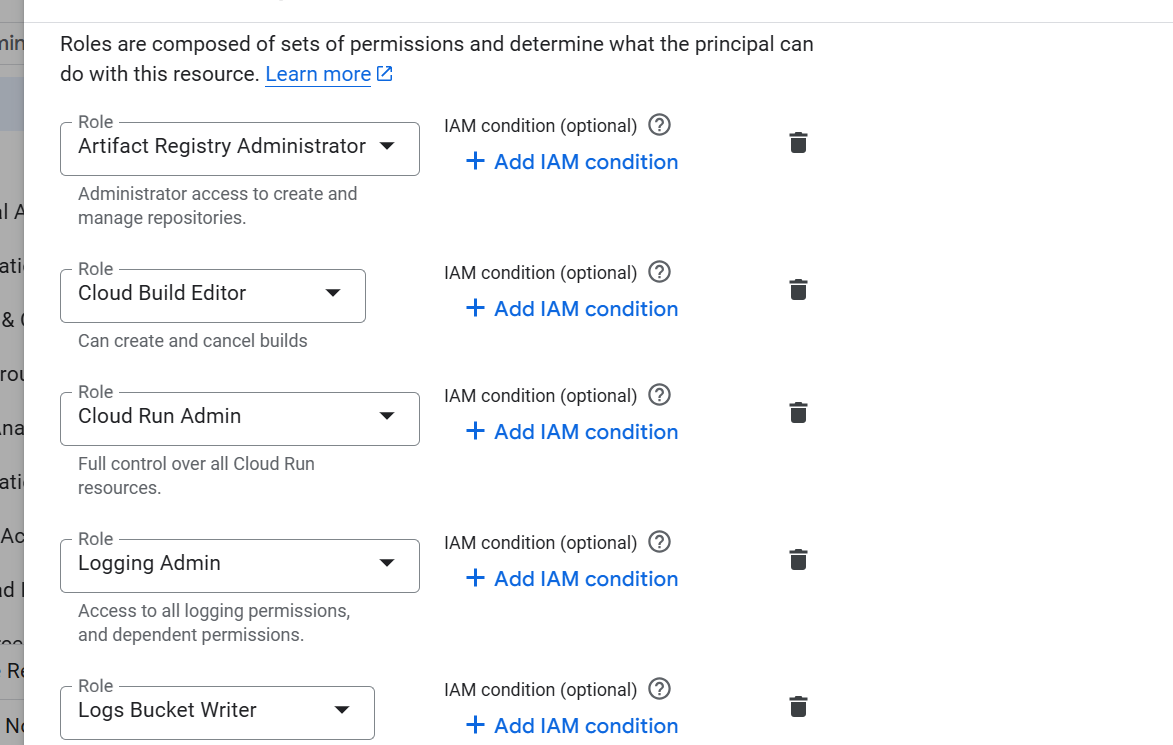 Roles are composed of sets of permissions and determine what the principal can
do with this resource. Learn more
Role
Artifact Registry Administrator
IAM condition (optional)
Add IAM condition
Administrator access to create and
manage repositories.
Role
Cloud Build Editor
IAM condition (optional)
Add IAM condition
Can create and cancel builds
Role
Cloud Run Admin
IAM condition (optional)
Add IAM condition
Full control over all Cloud Run
resources.
Role
Logging Admin
IAM condition (optional)
Add IAM condition
Access to all logging permissions,
and dependent permissions.
Role
Logs Bucket Writer
IAM condition (optional)
Add IAM condition